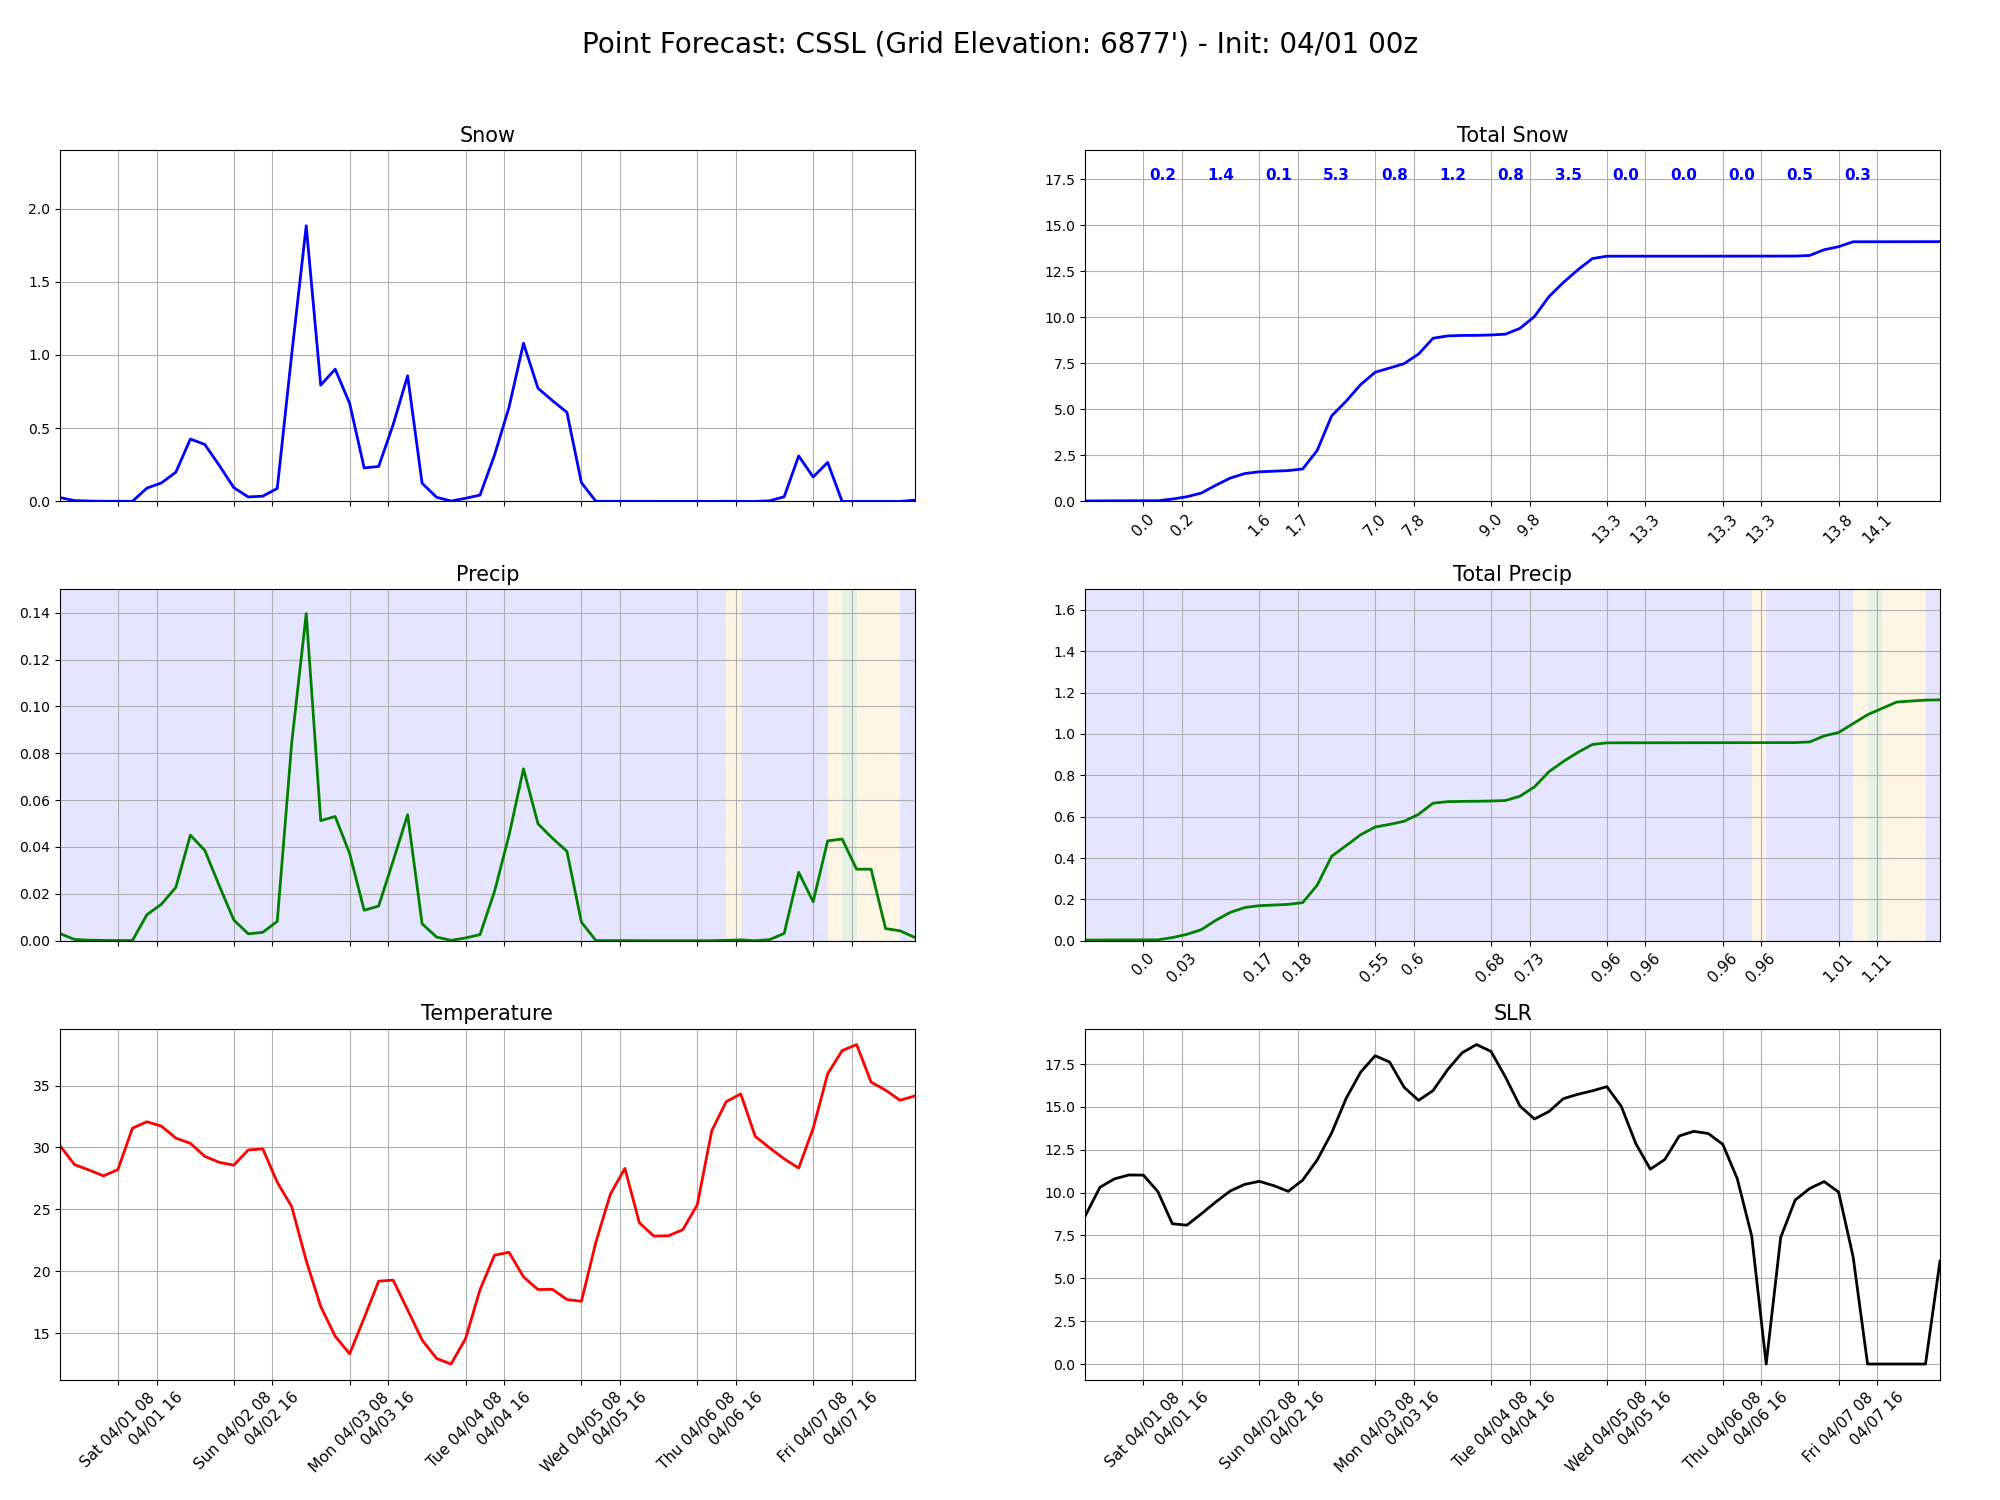 Point Forecast: CSSL (Grid Elevation: 6877') - Init: 04/01 00z
Snow
2.0
1.5
1.0
0.5
0.0
Total Snow
0.2 1.4 0.1 5.3 0.8 1.2 0.8 3.5 0.0 0.0 0.0 0.5 0.3
17.5
15.0
12.5
10.0
7.5
5.0
2.5
0.0
0.0 0.2 1.6 1.7 7.0 7.8 9.0 9.8 13.3 13.3 13.3 13.3 13.8 14.1
Precip
0.14
0.12
0.10
0.08
0.06
0.04
0.02
0.00
Total Precip
1.6
1.4
1.2
1.0
0.8
0.6
0.4
0.2
0.0
0.0 0.03 0.17 0.18 0.55 0.6 0.68 0.73 0.96 0.96 0.96 0.96 1.01 1.11
Temperature
35
30
25
20
15
Sat 04/01 08
04/01 16
Sun 04/02 08
04/02 16
Mon 04/03 08
04/03 16
Tue 04/04 08
04/04 16
Wed 04/05 08
04/05 16
Thu 04/06 08
04/06 16
Fri 04/07 08
04/07 16
SLR
17.5
15.0
12.5
10.0
7.5
5.0
2.5
0.0
Sat 04/01 08
04/01 16
Sun 04/02 08
04/02 16
Mon 04/03 08
04/03 16
Tue 04/04 08
04/04 16
Wed 04/05 08
04/05 16
Thu 04/06 08
04/06 16
Fri 04/07 08
04/07 16